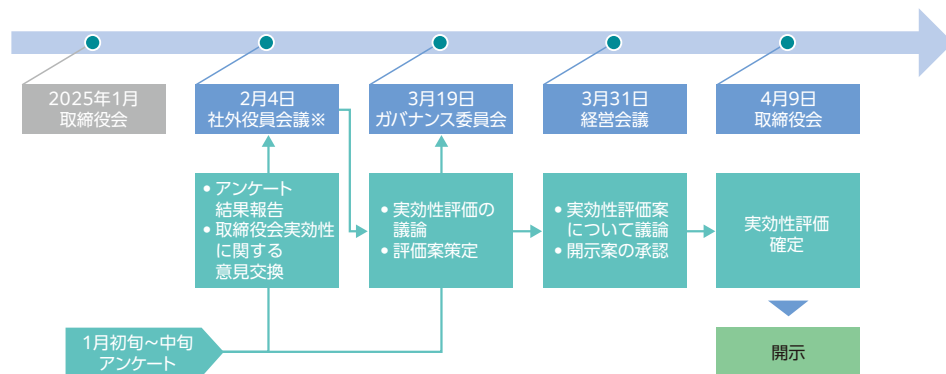 2025年1月
取締役会
2月4日
社外役員会議※
3月19日
ガバナンス委員会
3月31日
経営会議
4月9日
取締役会
• アンケート
結果報告
• 取締役会実効性
に関する
意見交換
• 実効性評価の
議論
• 評価案策定
• 実効性評価案
について議論
• 開示案の承認
実効性評価
確定
1月初旬～中旬
アンケート
開示